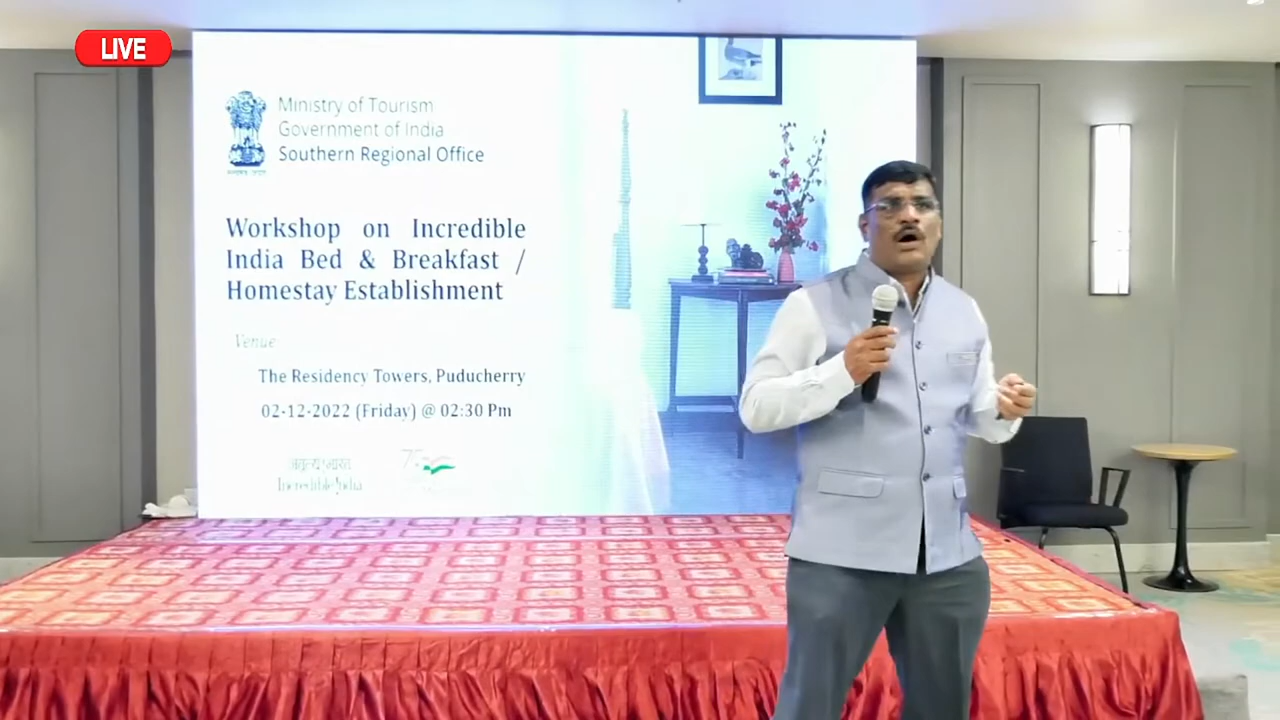 LIVE
Ministry of Tourism
Government of India
Southern Regional Office
Workshop on Incredible
India Bed & Breakfast /
Homestay Establishment
Venue
The Residency Towers, Puducherry
02-12-2022 (Friday) @ 02:30 Pm
Incredible India